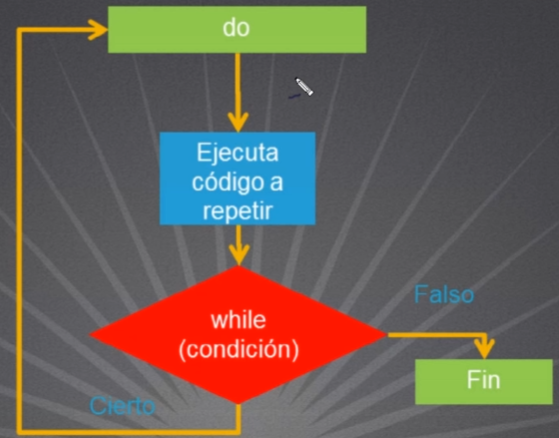 do
Ejecuta
código a
repetir
while
(condición)
Falso
Cierto
Fin